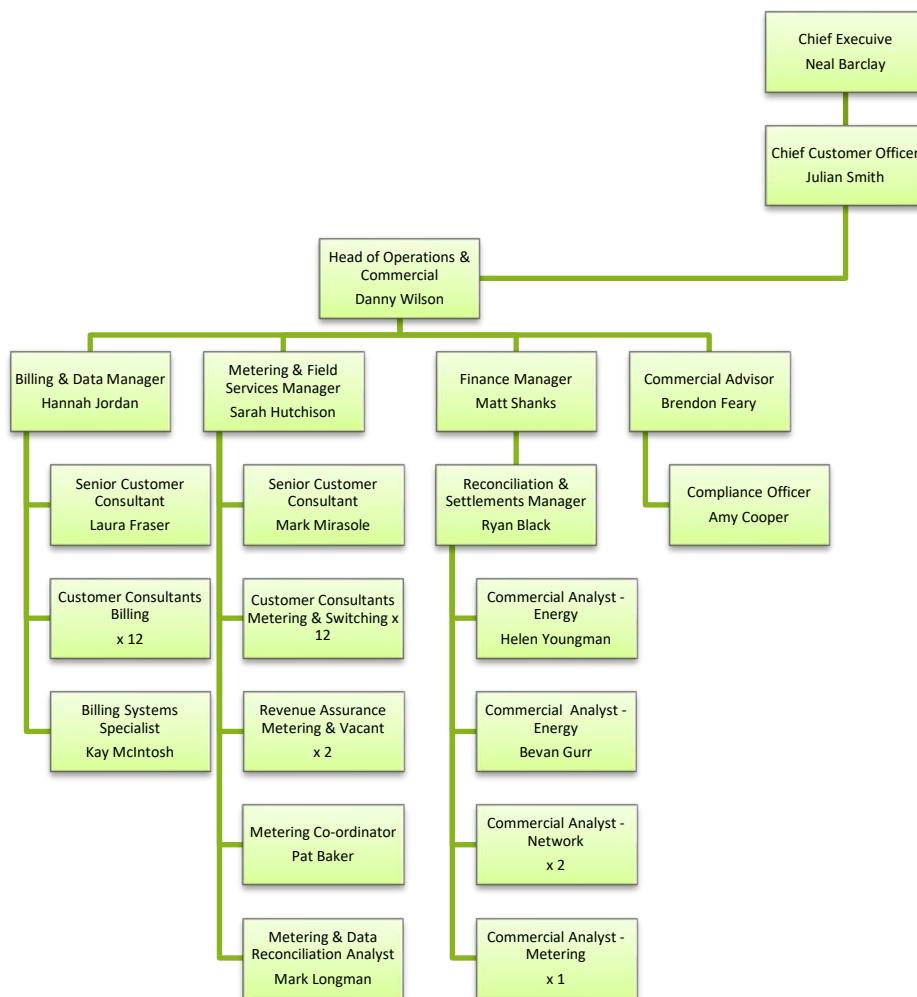 Chief Execuive
Neal Barclay
Chief Customer Officer
Julian Smith
Head of Operations &
Commercial
Danny Wilson
Billing & Data Manager
Hannah Jordan
Metering & Field
Services Manager
Sarah Hutchison
Finance Manager
Matt Shanks
Commercial Advisor
Brendon Feary
Senior Customer
Consultant
Laura Fraser
Senior Customer
Consultant
Mark Mirasole
Reconciliation &
Settlements Manager
Ryan Black
Compliance Officer
Amy Cooper
Customer Consultants
Billing
x 12
Customer Consultants
Metering & Switching x
12
Commercial Analyst -
Energy
Helen Youngman
Billing Systems
Specialist
Kay McIntosh
Revenue Assurance
Metering & Vacant
x 2
Commercial Analyst -
Energy
Bevan Gurr
Metering Co-ordinator
Pat Baker
Commercial Analyst -
Network
x 2
Metering & Data
Reconciliation Analyst
Mark Longman
Commercial Analyst -
Metering
x 1